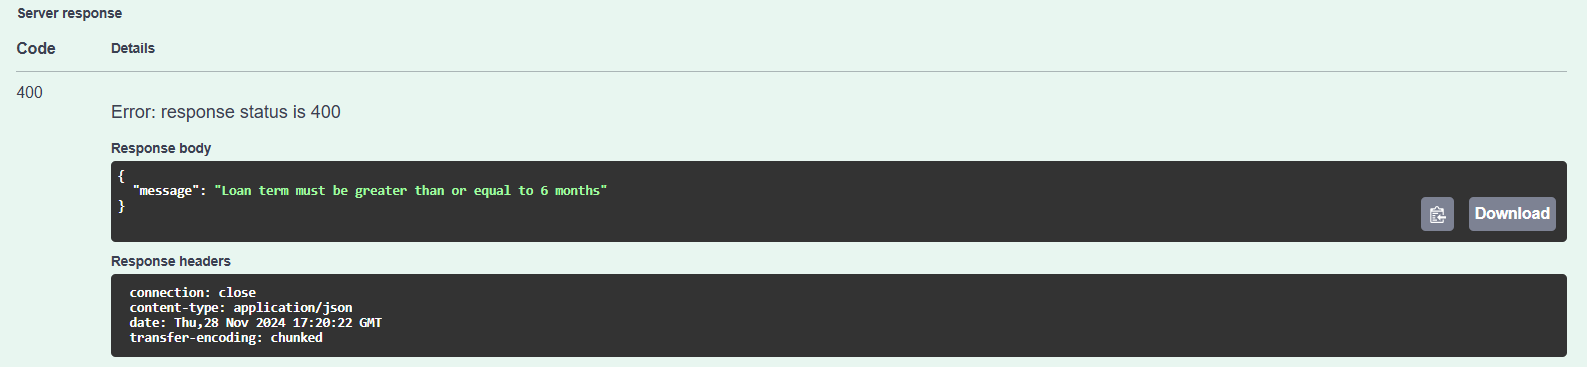 Server response
Code Details
400
Error: response status is 400
Response body
{
"message": "Loan term must be greater than or equal to 6 months"
}
Download
Response headers
connection: close
content-type: application/json
date: Thu,28 Nov 2024 17:20:22 GMT
transfer-encoding: chunked